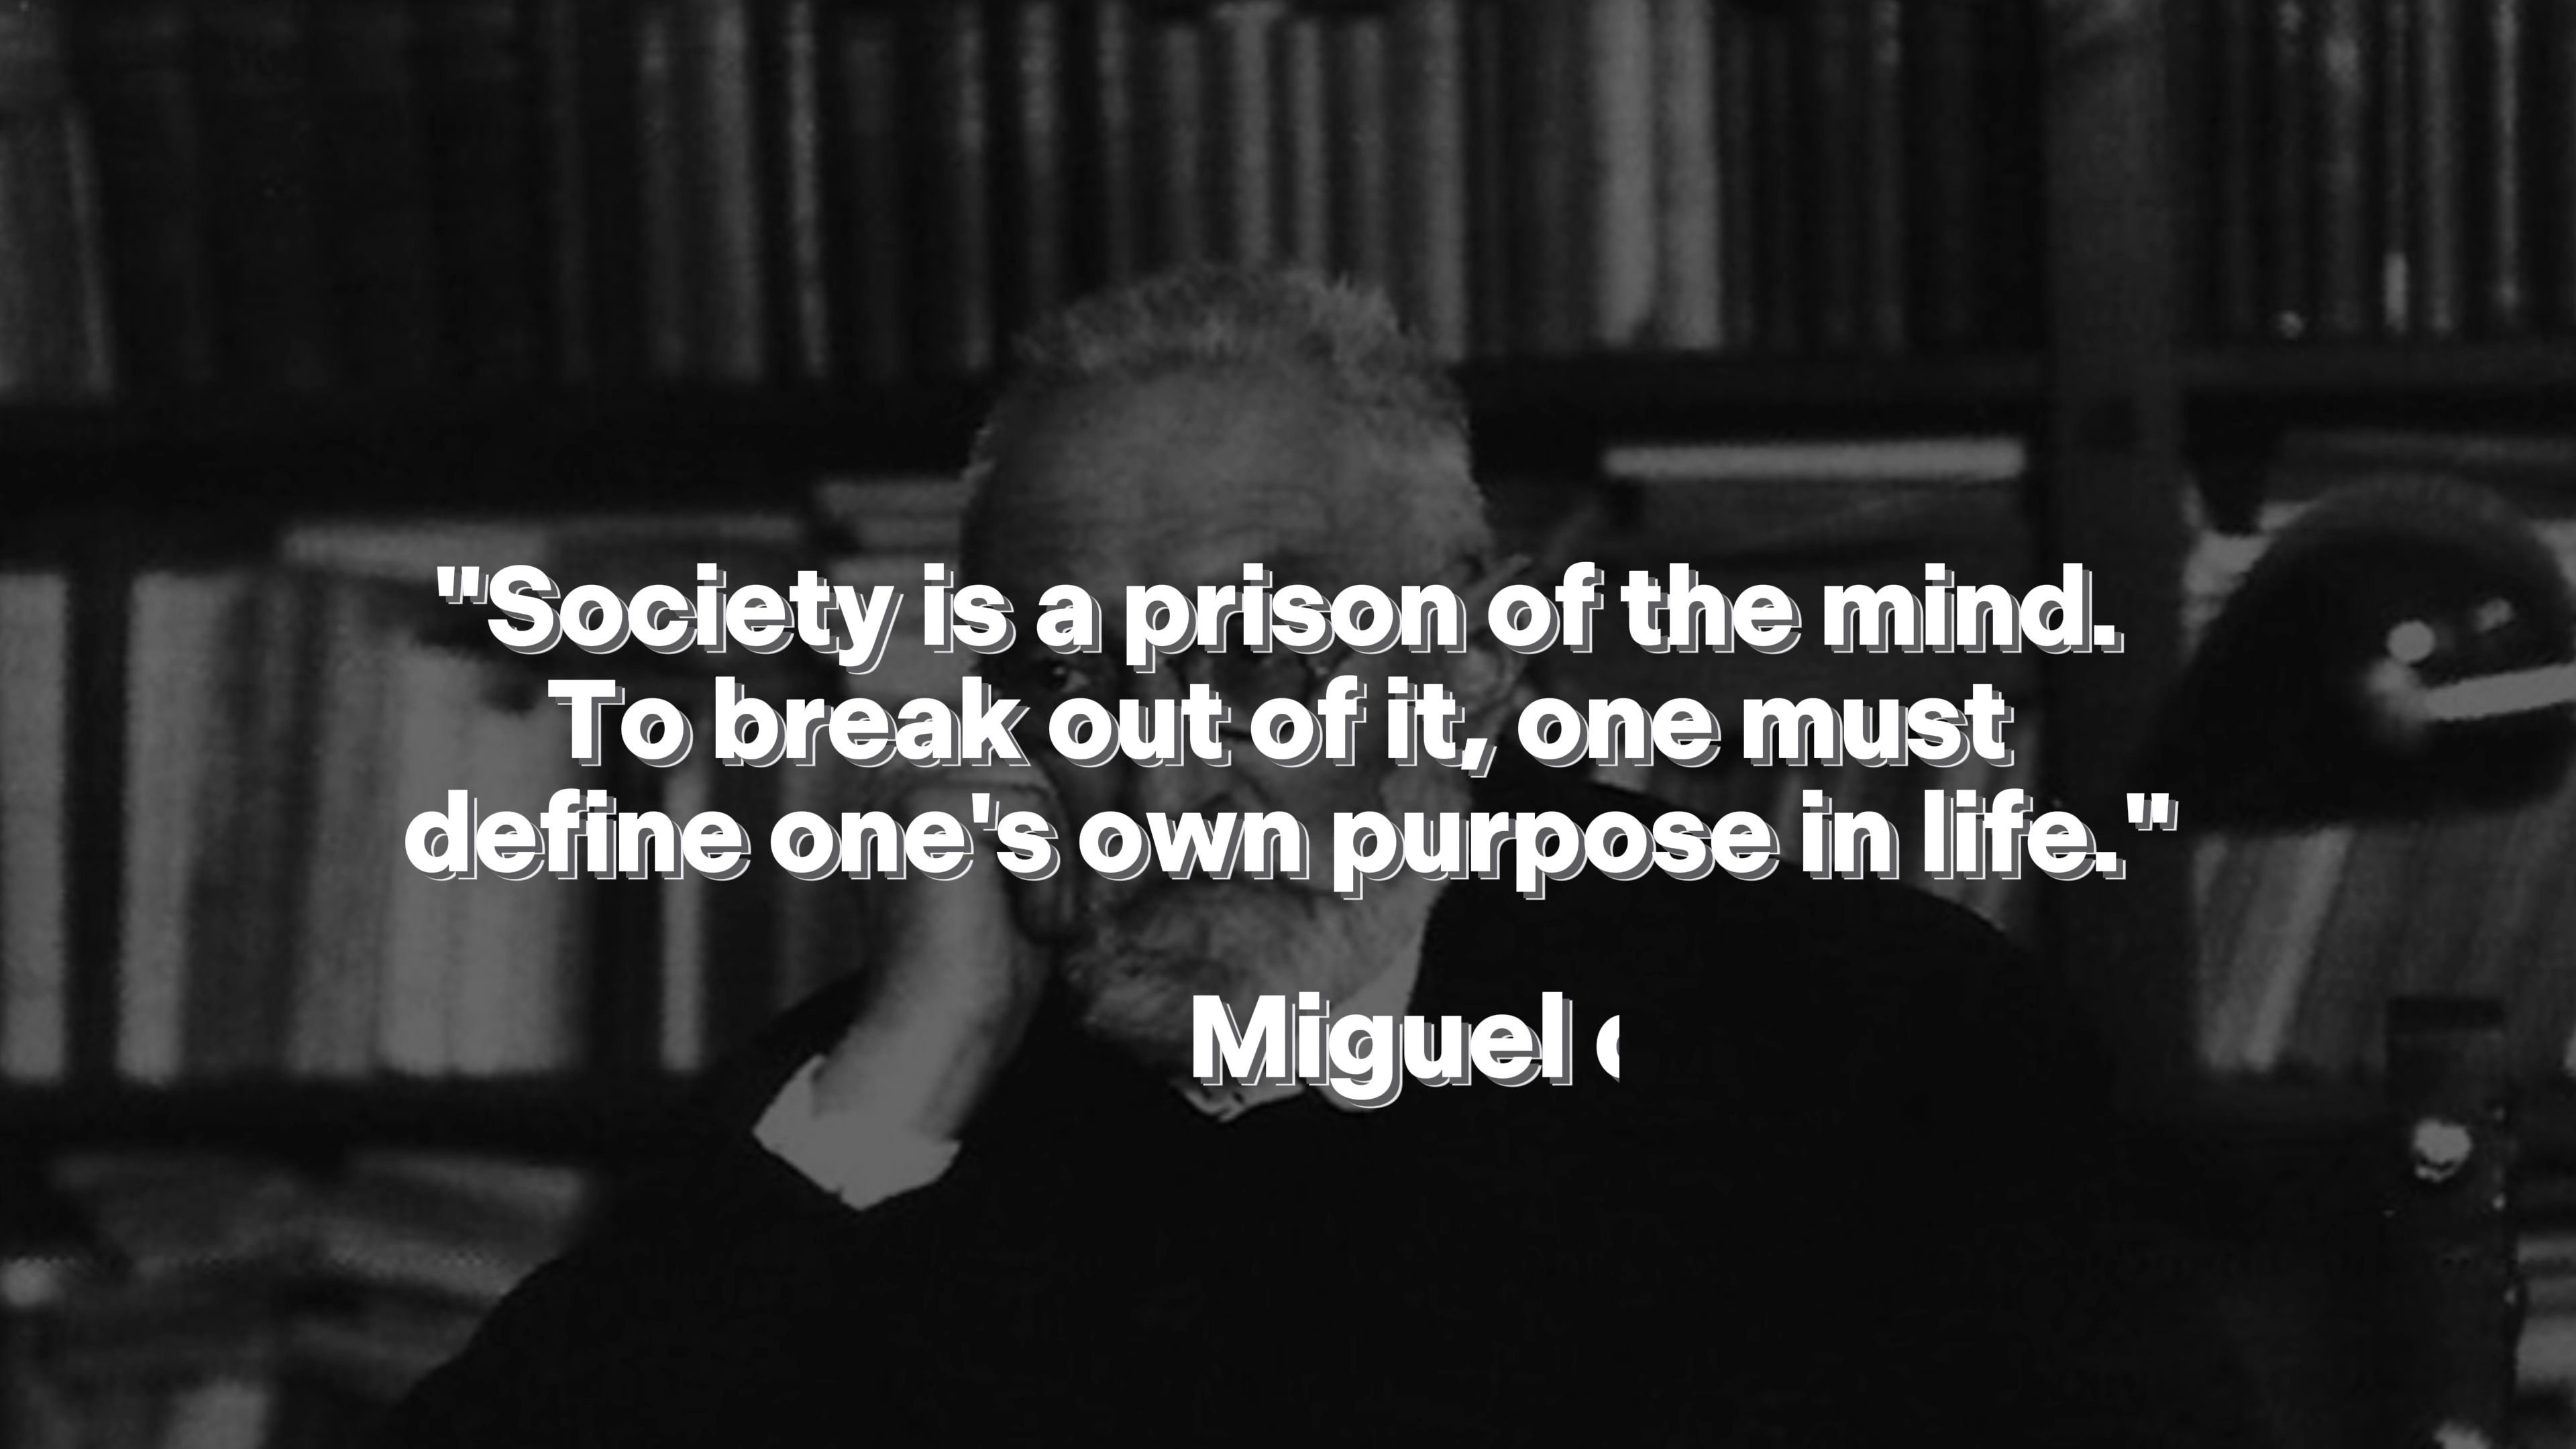 "Society is a prison of the mind.
To break out of it, one must
define one's own purpose in life."
Miguel